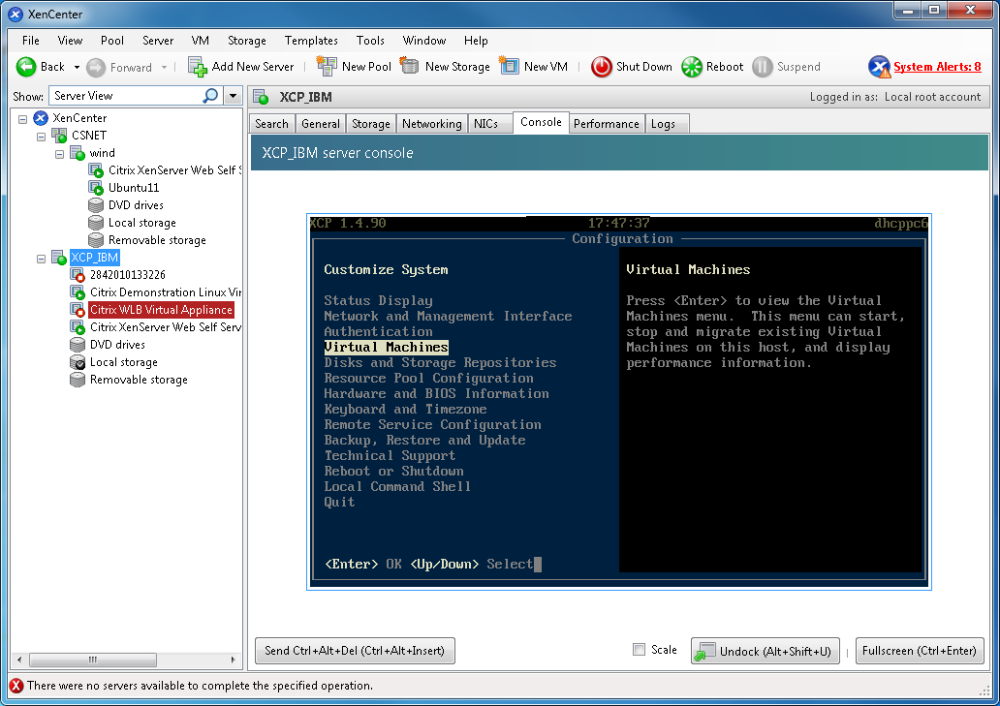 XenCenter
File View Pool Server VM Storage Templates Tools Window Help
Back Forward Add New Server New Pool New Storage New VM Shut Down Reboot Suspend System Alerts: 8
Show: Server View
XCP_IBM Logged in as: Local root account
XenCenter
CSNET
wind
Citrix XenServer Web Self S
Ubuntu11
DVD drives
Local storage
Removable storage
XCP_IBM
2842010133226
Citrix Demonstration Linux Vir
Citrix WLB Virtual Appliance
Citrix XenServer Web Self Serv
DVD drives
Local storage
Removable storage
Search General Storage Networking NICs Console Performance Logs
XCP_IBM server console
XCP 1.4.90 17:47:37 dhcppc6
Configuration
Customize System
Status Display
Network and Management Interface
Authentication
Virtual Machines
Disks and Storage Repositories
Resource Pool Configuration
Hardware and BIOS Information
Keyboard and Timezone
Remote Service Configuration
Backup, Restore and Update
Technical Support
Reboot or Shutdown
Local Command Shell
Quit
<Enter> OK <Up/Down> Select
Virtual Machines
Press <Enter> to view the Virtual
Machines menu. This menu can start,
stop and migrate existing Virtual
Machines on this host, and display
performance information.
Send Ctrl+Alt+Del (Ctrl+Alt+Insert) Scale Undock (Alt+Shift+U) Fullscreen (Ctrl+Enter)
There were no servers available to complete the specified operation.